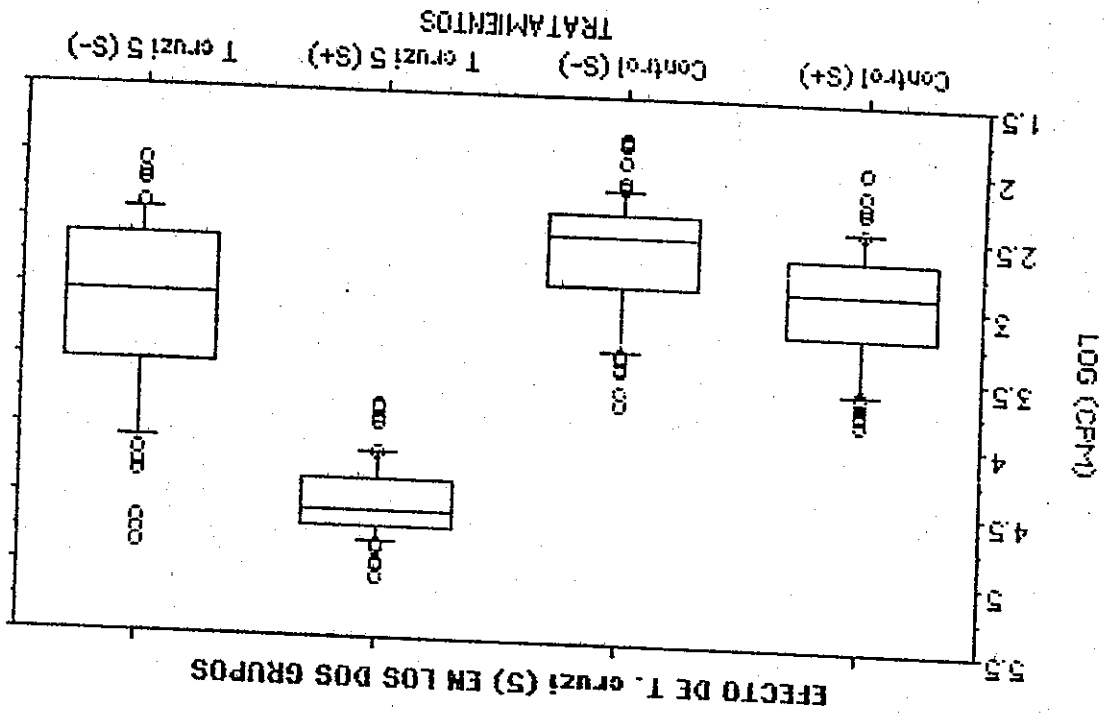 EFECTO DE T. cruzi (5) EN LOS DOS GRUPOS
5.5
5
4.5
4
3.5
3
2.5
2
1.5
LOG (CPM)
Control (S+)
Control (S-)
T cruzi 5 (S+)
T cruzi 5 (S-)
TRATAMIENTOS